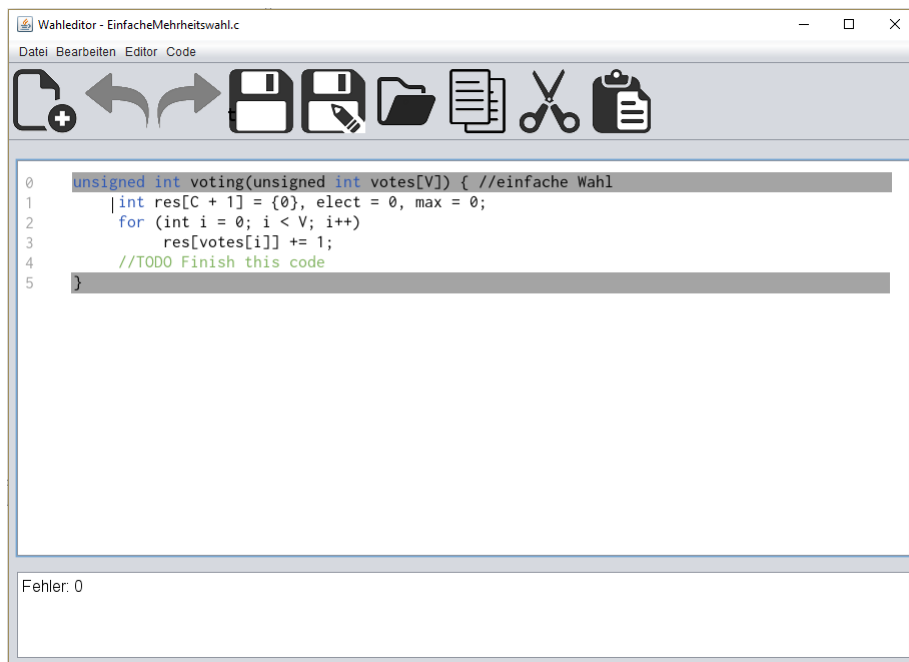 Wahleditor - EinfacheMehrheitswahl.c
Datei Bearbeiten Editor Code
t
0 unsigned int voting(unsigned int votes[V]) { //einfache Wahl
1 int res[C + 1] = {0}, elect = 0, max = 0;
2 for (int i = 0; i < V; i++)
3 res[votes[i]] += 1;
4 //TODO Finish this code
5 }
Fehler: 0